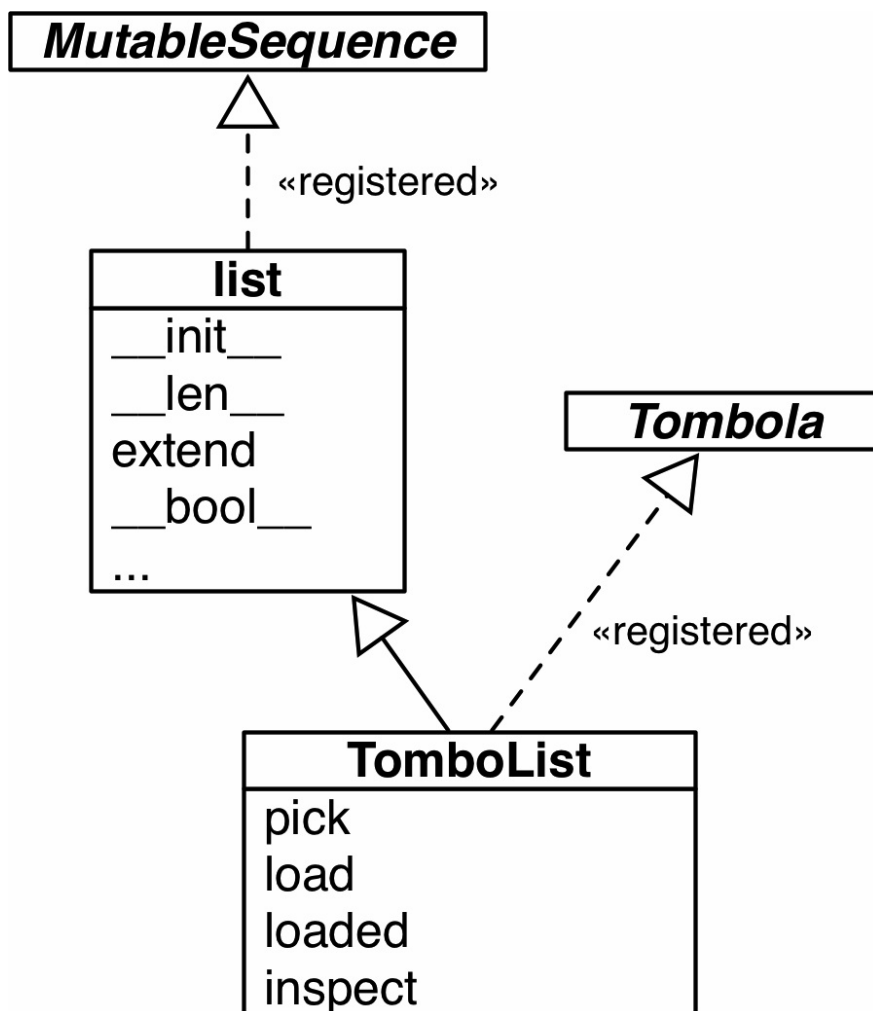 MutableSequence
«registered»
list
__init__
__len__
extend
__bool__
...
Tombola
«registered»
TomboList
pick
load
loaded
inspect